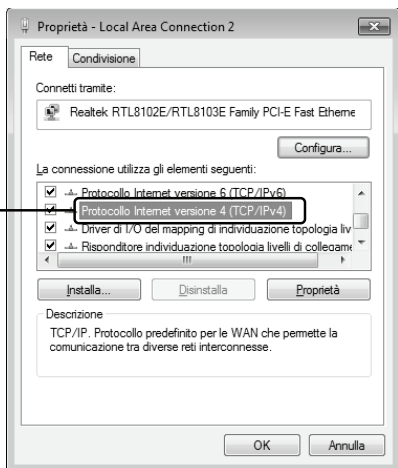 Proprietà - Local Area Connection 2
Rete Condivisione
Connetti tramite:
Realtek RTL8102E/RTL8103E Family PCI-E Fast Etherne
Configura...
La connessione utilizza gli elementi seguenti:
Protocollo Internet versione 6 (TCP/IPv6)
Protocollo Internet versione 4 (TCP/IPv4)
Driver di I/O del mapping di individuazione topologia liv
Risponditore individuazione topologia livelli di collegame
Installa... Disinstalla Proprietà
Descrizione
TCP/IP. Protocollo predefinito per le WAN che permette la
comunicazione tra diverse reti interconnesse.
OK Annulla